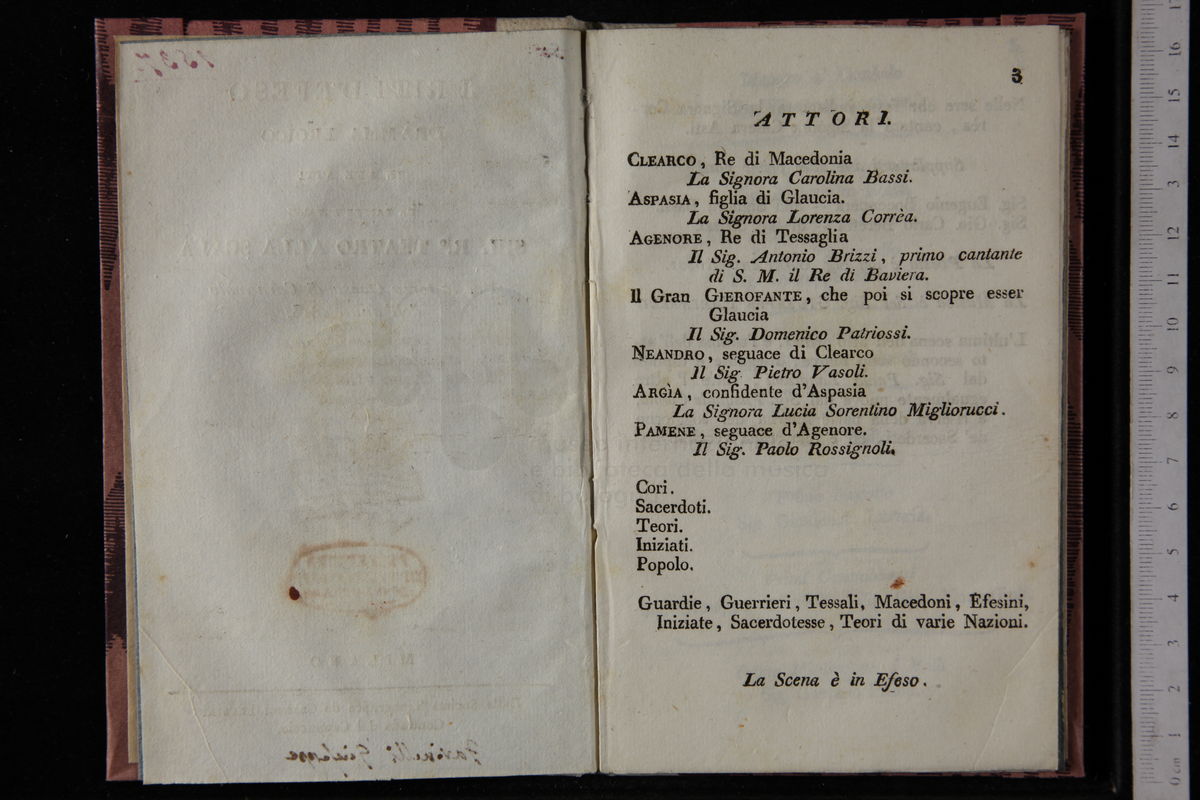 3
ATTORI.
CLEARCO, Re di Macedonia
La Signora Carolina Bassi.
ASPASIA, figlia di Glaucia.
La Signora Lorenza Corrèa.
AGENORE, Re di Tessaglia
Il Sig. Antonio Brizzi, primo cantante
di S. M. il Re di Baviera.
Il Gran GIEROFANTE, che poi si scopre esser
Glaucia
Il Sig. Domenico Patriossi.
NEANDRO, seguace di Clearco
Il Sig. Pietro Vasoli.
ARGÌA, confidente d'Aspasia
La Signora Lucia Sorentino Migliorucci.
PAMENE, seguace d'Agenore.
Il Sig. Paolo Rossignoli.
Cori.
Sacerdoti.
Teori.
Iniziati.
Popolo.
Guardie, Guerrieri, Tessali, Macedoni, Efesini,
Iniziate, Sacerdotesse, Teori di varie Nazioni.
La Scena è in Efeso.